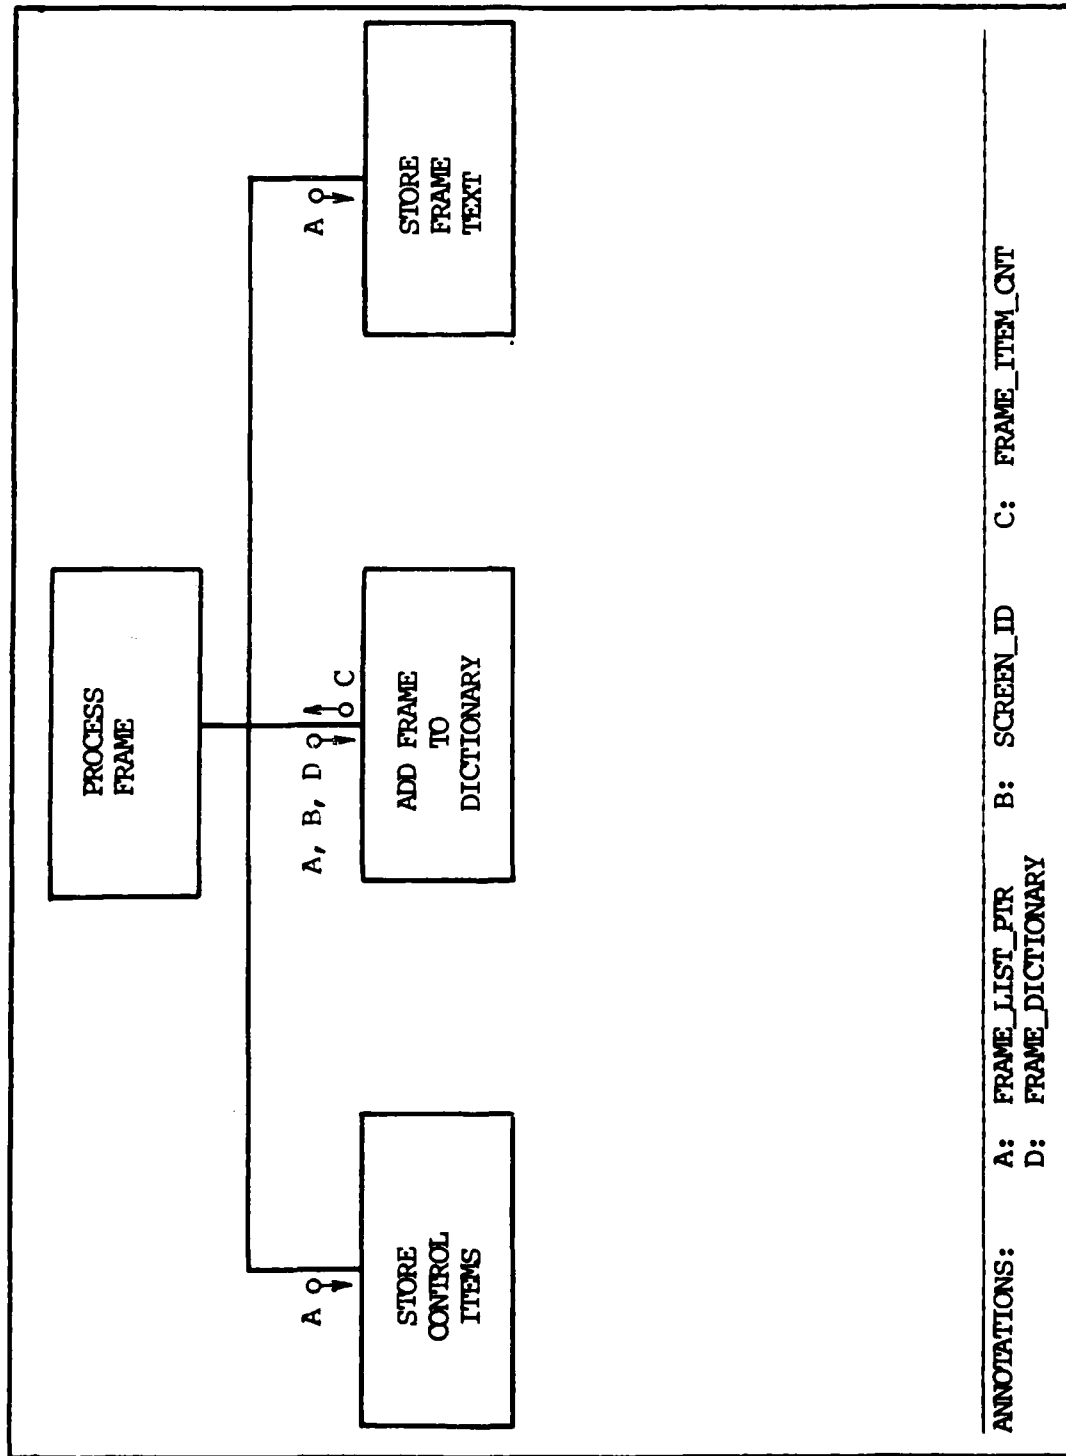 PROCESS
FRAME
A
A, B, D
C
A
STORE
CONTROL
ITEMS
ADD FRAME
TO
DICTIONARY
STORE
FRAME
TEXT
ANNOTATIONS: A: FRAME_LIST_PTR B: SCREEN_ID C: FRAME_ITEM_CNT
D: FRAME_DICTIONARY